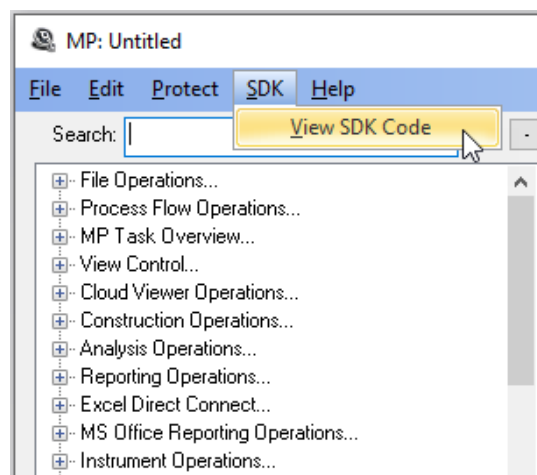 MP: Untitled
File Edit Protect SDK Help
Search: View SDK Code -
File Operations...
Process Flow Operations...
MP Task Overview...
View Control...
Cloud Viewer Operations...
Construction Operations...
Analysis Operations...
Reporting Operations...
Excel Direct Connect...
MS Office Reporting Operations...
Instrument Operations...